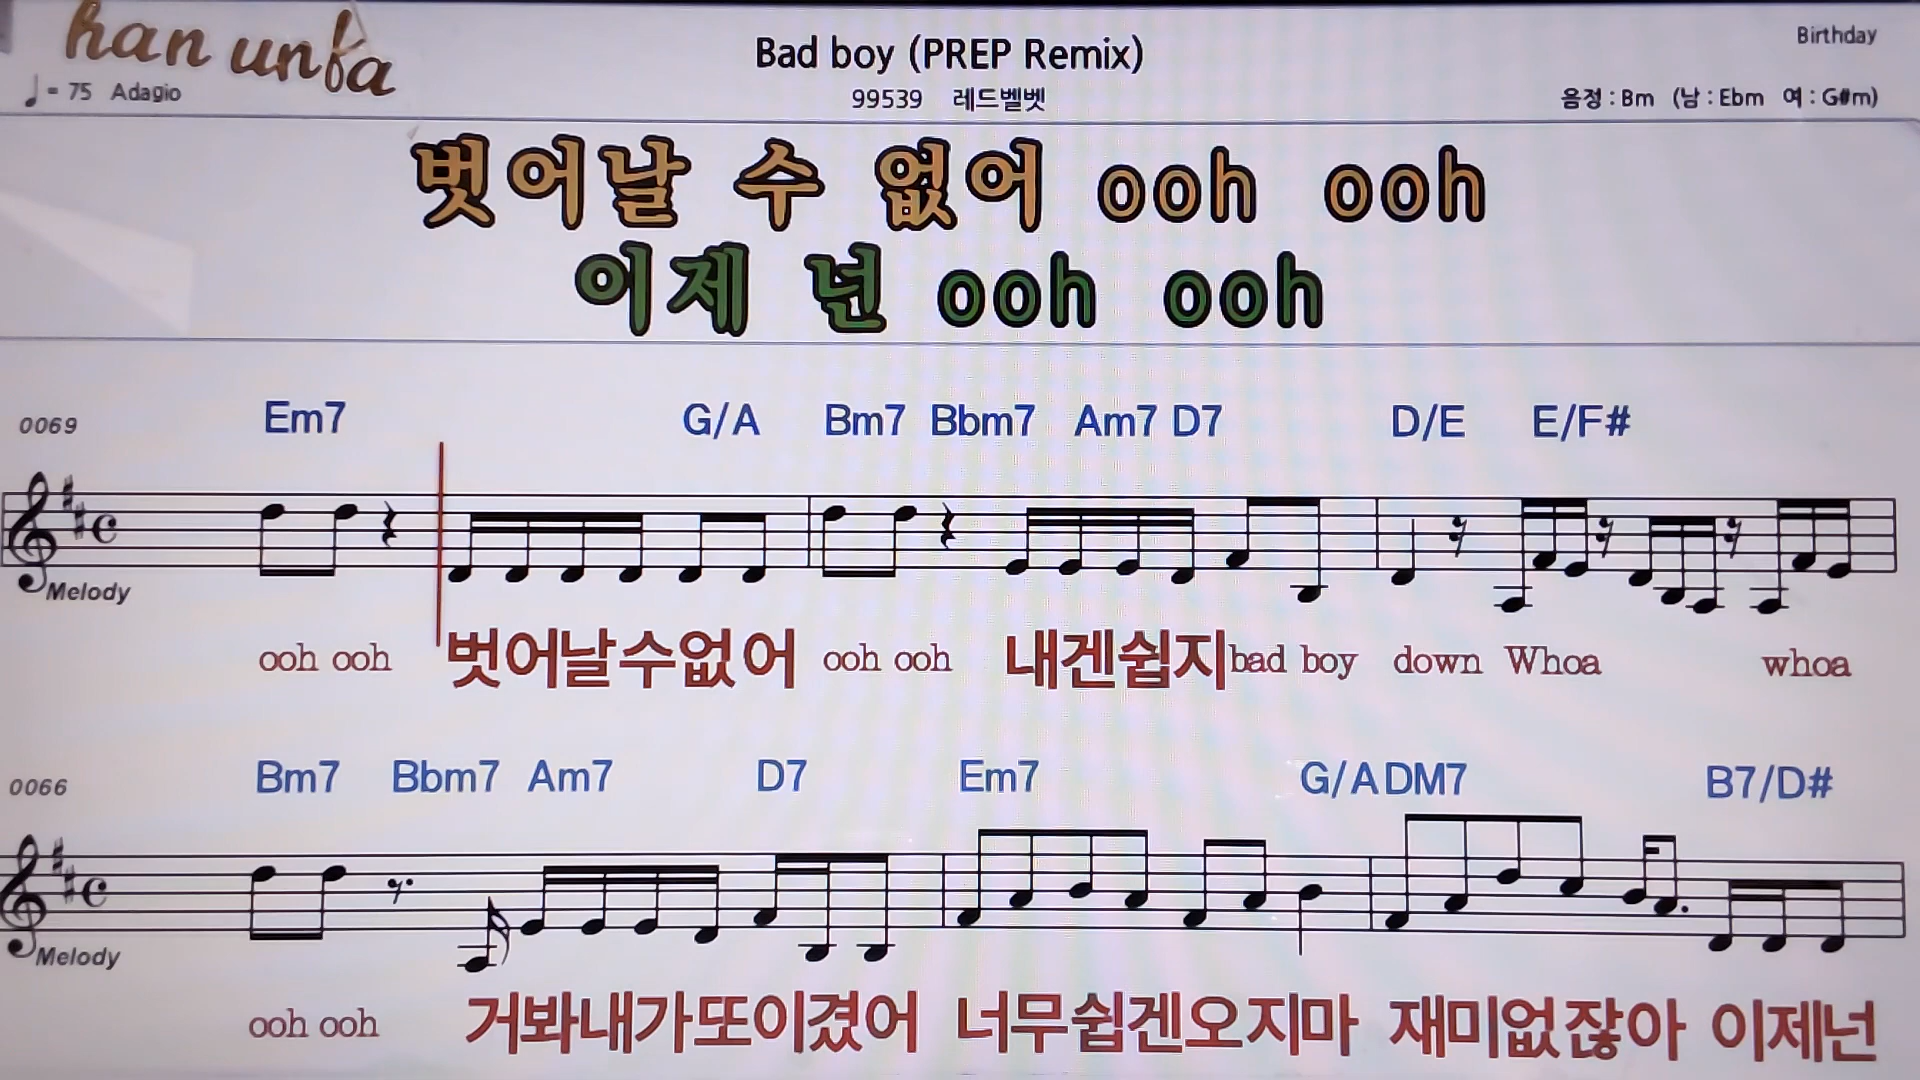 han unfa
Bad boy (PREP Remix)
Birthday
♩ = 75 Adagio
99539 레드벨벳
음정 : Bm (남 : Ebm 여 : G#m)
벗어날 수 없어 ooh ooh
이제 넌 ooh ooh
0069 Em7 G/A Bm7 Bbm7 Am7 D7 D/E E/F#
Melody
ooh ooh 벗어날수없어 ooh ooh 내겐쉽지 bad boy down Whoa whoa
0066 Bm7 Bbm7 Am7 D7 Em7 G/A DM7 B7/D#
Melody
ooh ooh 거봐내가또이겼어 너무쉽겐오지마 재미없잖아 이제넌